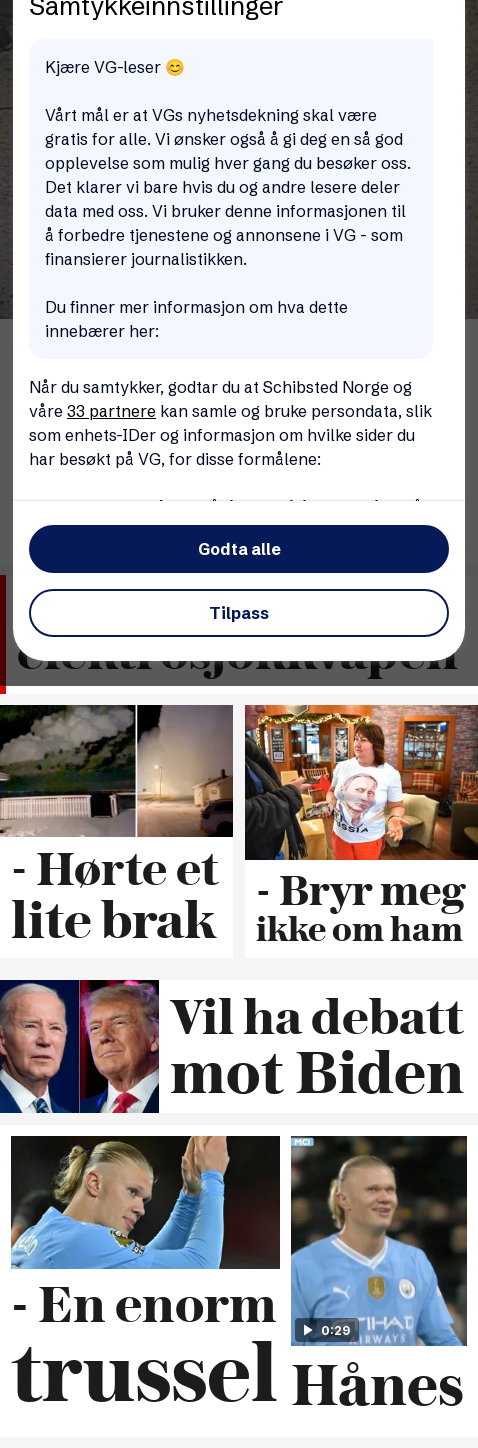 Samtykkeinnstillinger
Kjære VG-leser 😊
Vårt mål er at VGs nyhetsdekning skal være
gratis for alle. Vi ønsker også å gi deg en så god
opplevelse som mulig hver gang du besøker oss.
Det klarer vi bare hvis du og andre lesere deler
data med oss. Vi bruker denne informasjonen til
å forbedre tjenestene og annonsene i VG - som
finansierer journalistikken.
Du finner mer informasjon om hva dette
innebærer her:
Når du samtykker, godtar du at Schibsted Norge og
våre 33 partnere kan samle og bruke persondata, slik
som enhets-IDer og informasjon om hvilke sider du
har besøkt på VG, for disse formålene:
Godta alle
Tilpass
elektrosjokkvåpen
- Hørte et
lite brak
RUSSIA
- Bryr meg
ikke om ham
Vil ha debatt
mot Biden
- En enorm
trussel
MCI
ETIHAD
AIRWAYS
0:29
Hånes